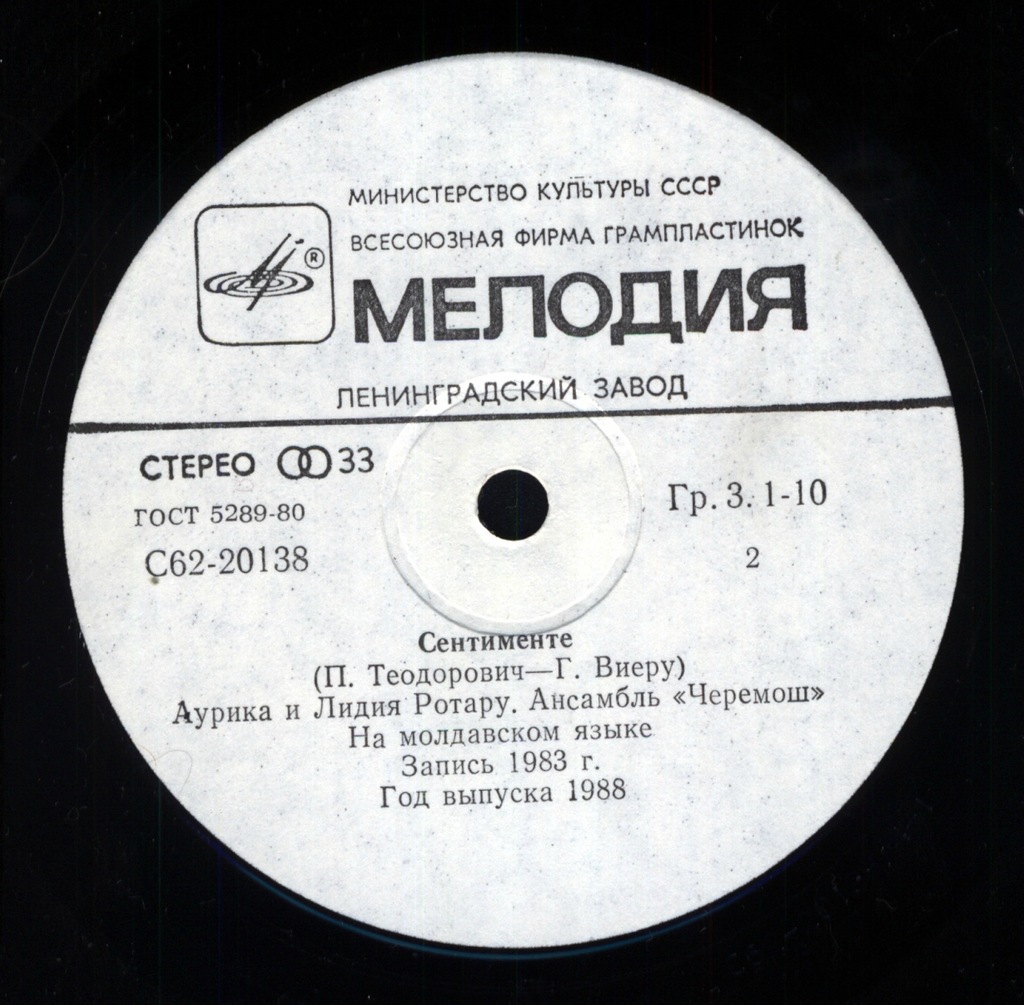 МИНИСТЕРСТВО КУЛЬТУРЫ СССР
ВСЕСОЮЗНАЯ ФИРМА ГРАМПЛАСТИНОК
®
МЕЛОДИЯ
ЛЕНИНГРАДСКИЙ ЗАВОД
СТЕРЕО 33
ГОСТ 5289-80
Гр. 3. 1-10
С62-20138
2
Сентименте
(П. Теодорович—Г. Виеру)
Аурика и Лидия Ротару. Ансамбль «Черемош»
На молдавском языке
Запись 1983 г.
Год выпуска 1988